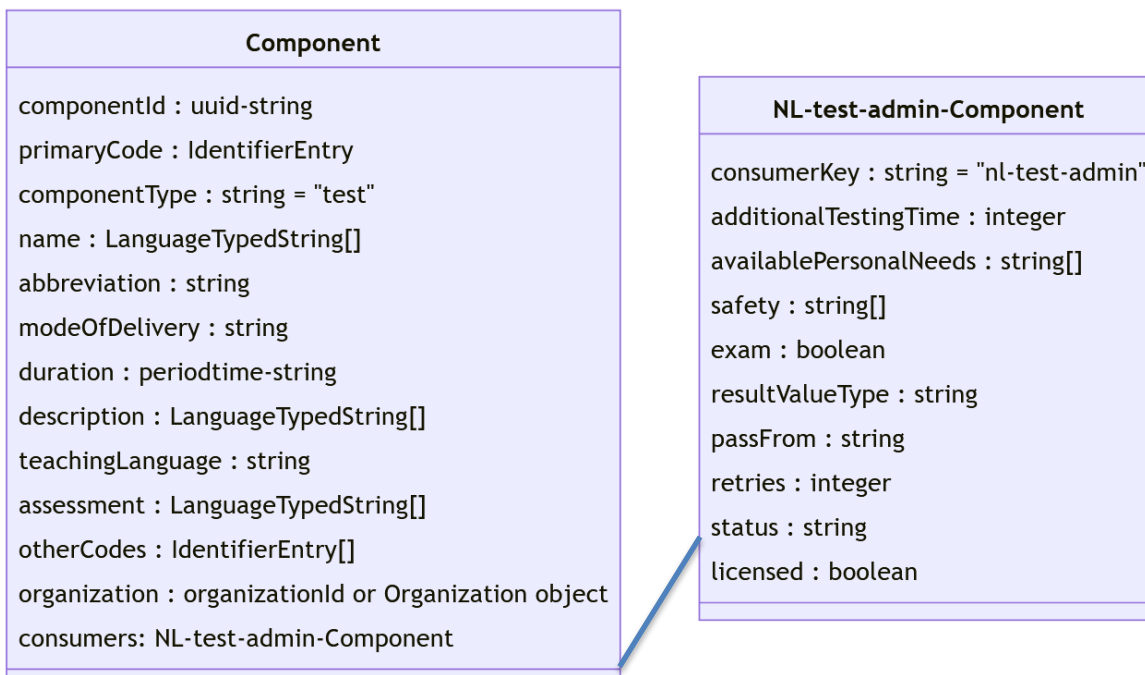 Component
componentId : uuid-string
primaryCode : IdentifierEntry
componentType : string = "test"
name : LanguageTypedString[]
abbreviation : string
modeOfDelivery : string
duration : periodtime-string
description : LanguageTypedString[]
teachingLanguage : string
assessment : LanguageTypedString[]
otherCodes : IdentifierEntry[]
organization : organizationId or Organization object
consumers: NL-test-admin-Component
NL-test-admin-Component
consumerKey : string = "nl-test-admin"
additionalTestingTime : integer
availablePersonalNeeds : string[]
safety : string[]
exam : boolean
resultValueType : string
passFrom : string
retries : integer
status : string
licensed : boolean